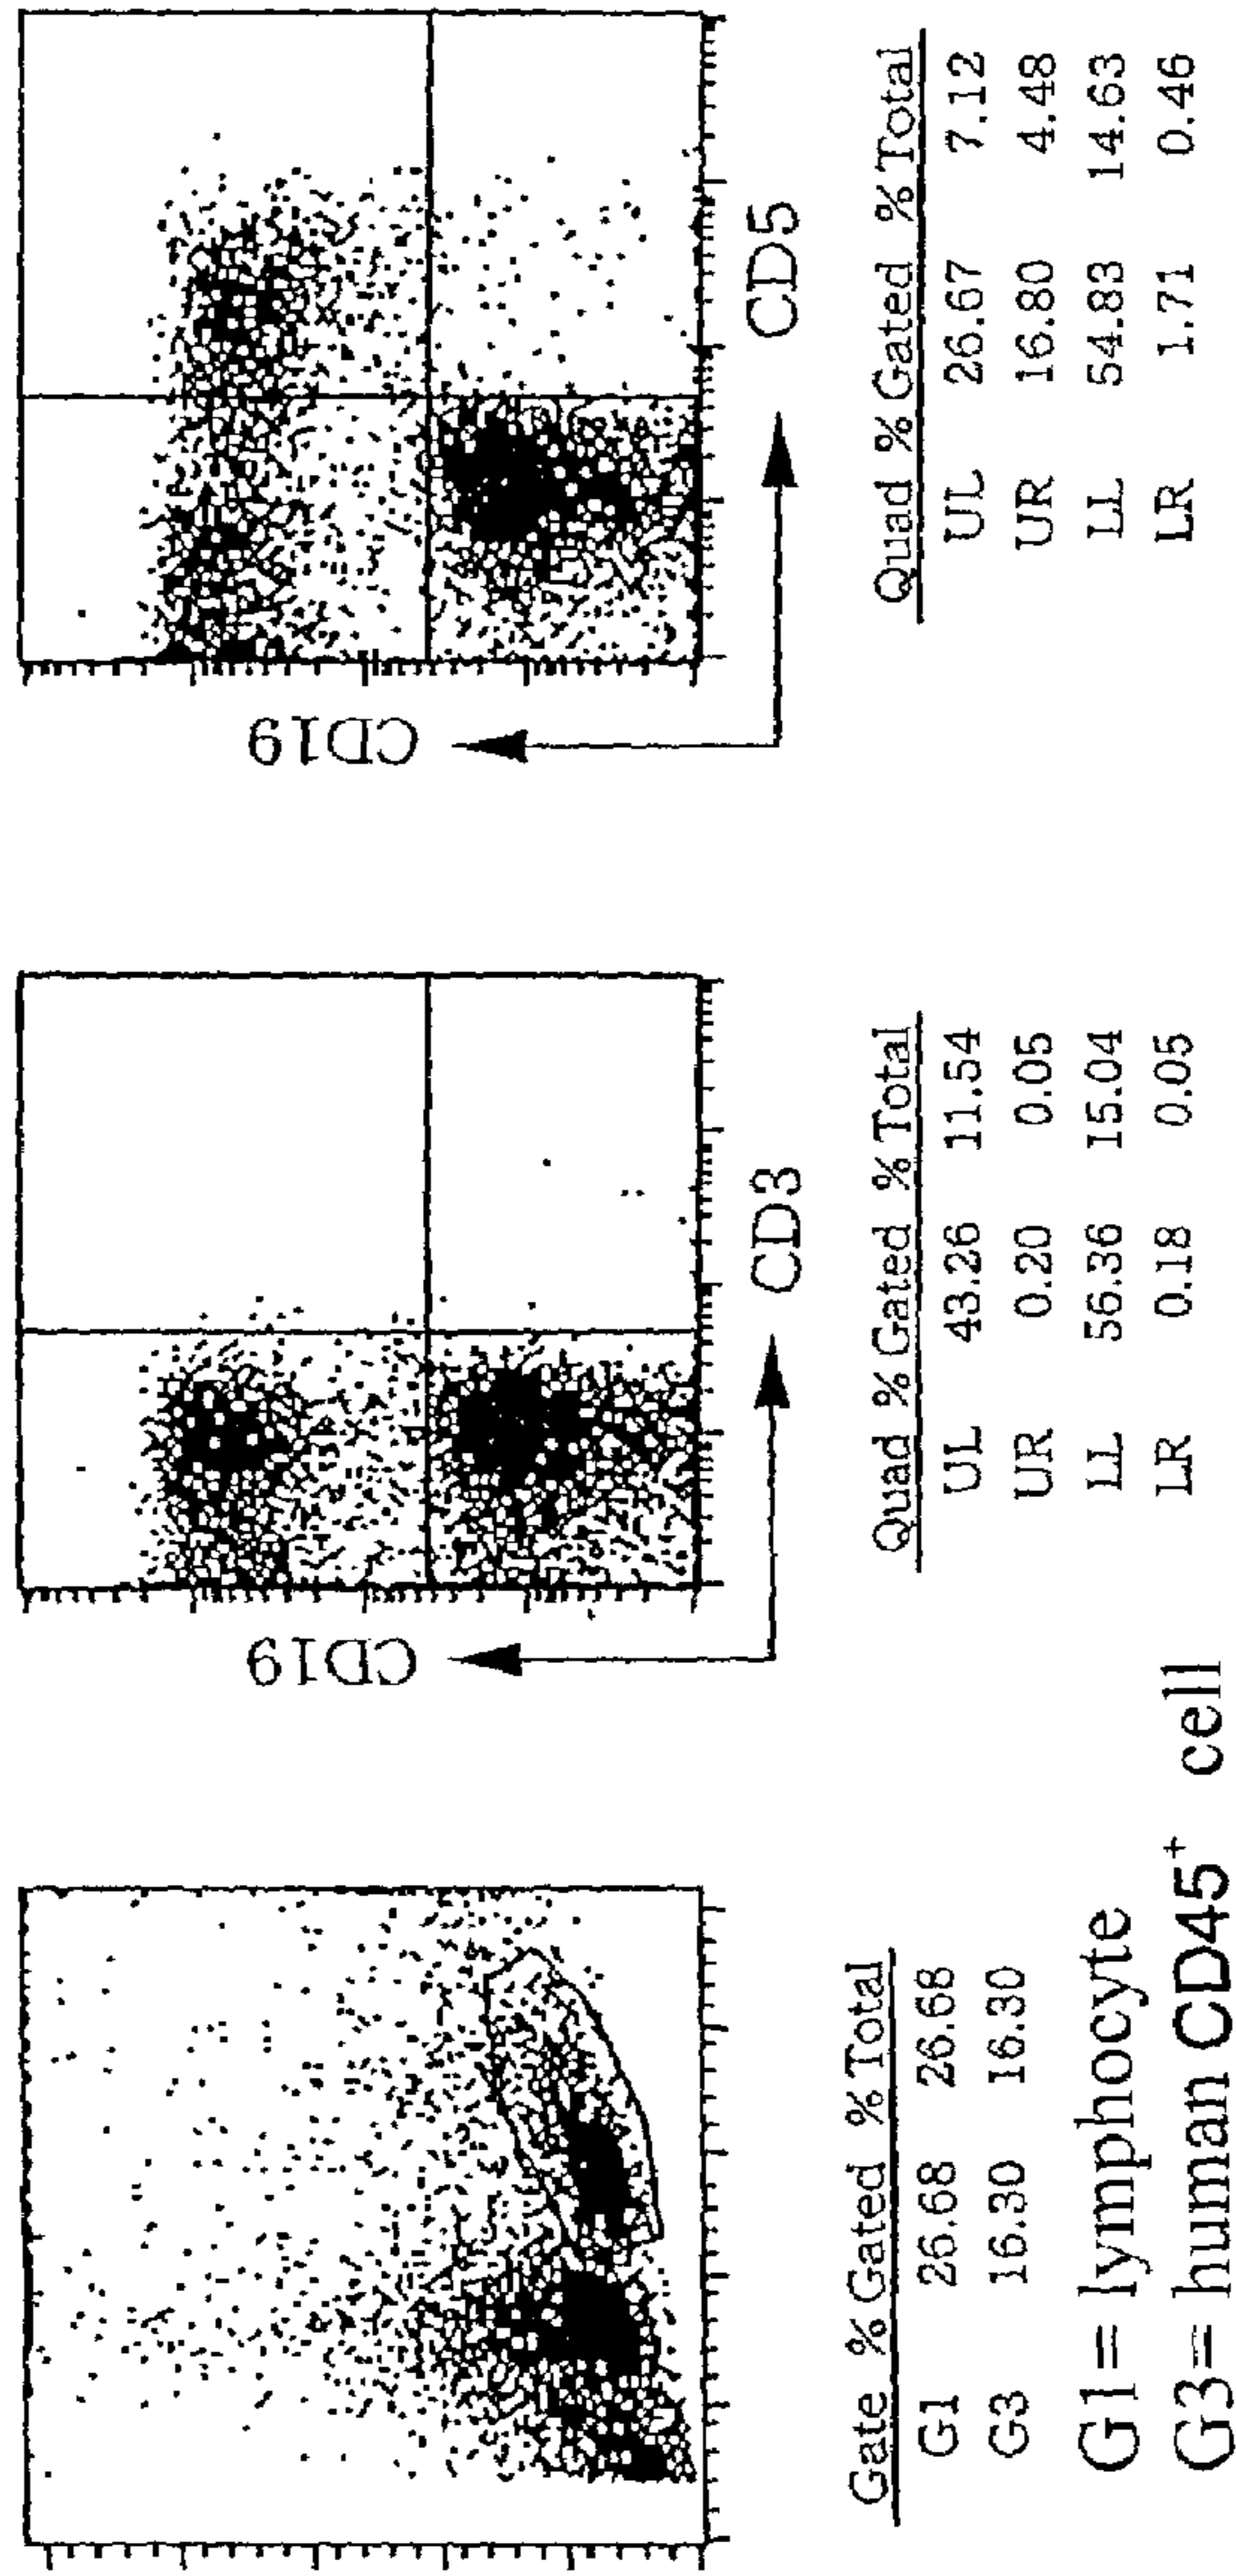 Gate % Gated % Total
G1 26.68 26.68
G3 16.30 16.30
G1= lymphocyte
G3= human CD45+ cell
CD19
CD3
Quad % Gated % Total
UL 43.26 11.54
UR 0.20 0.05
LL 56.36 15.04
LR 0.18 0.05
CD19
CD5
Quad % Gated % Total
UL 26.67 7.12
UR 16.80 4.48
LL 54.83 14.63
LR 1.71 0.46